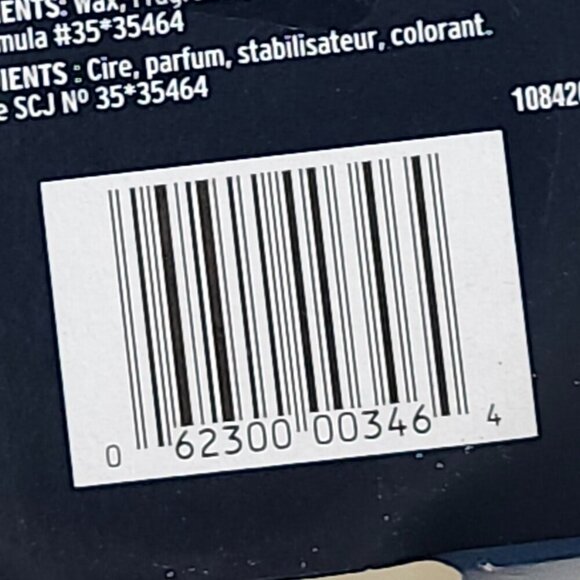 ENTS: Wax,
mula #35*35464
IENTS : Cire, parfum, stabilisateur, colorant.
e SCJ Nº 35*35464
10842
0 62300 00346 4